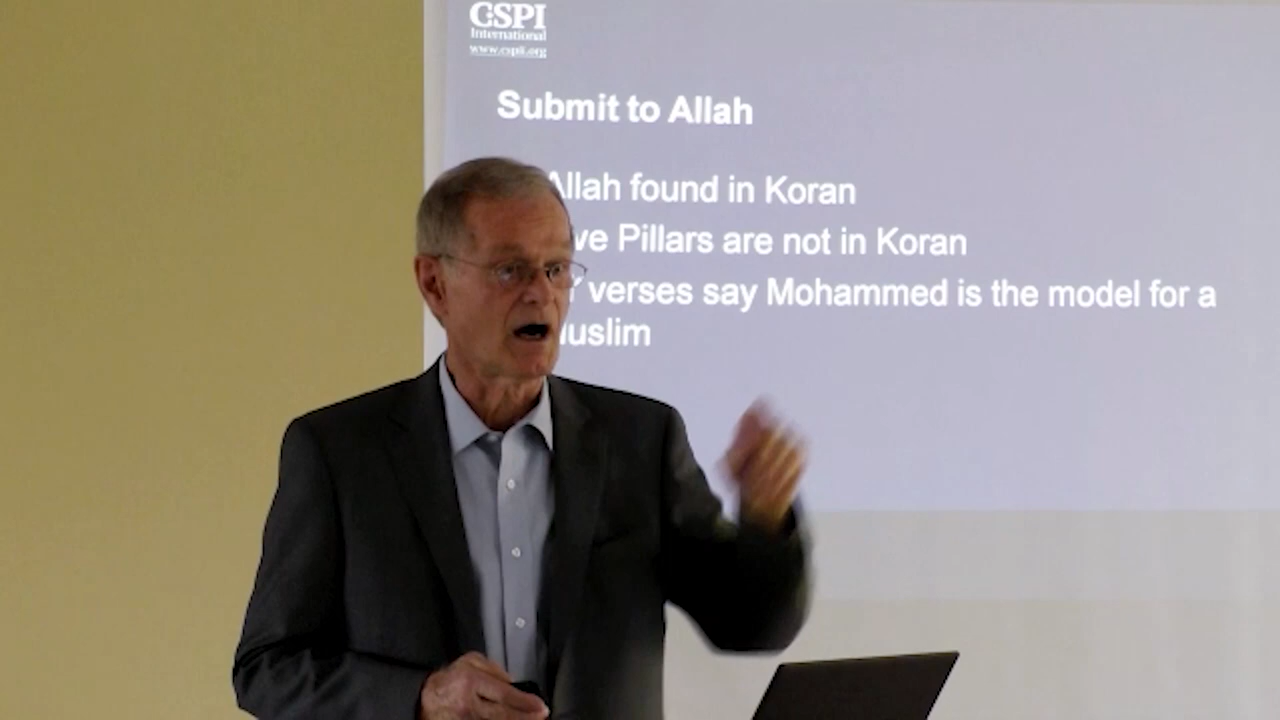 CSPI
International
www.cspii.org
Submit to Allah
Allah found in Koran
Pillars are not in Koran
verses say Mohammed is the model for a